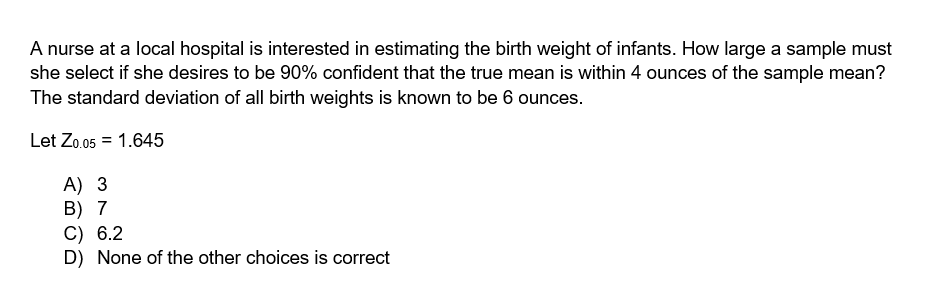 A nurse at a local hospital is interested in estimating the birth weight of infants. How large a sample must
she select if she desires to be 90% confident that the true mean is within 4 ounces of the sample mean?
The standard deviation of all birth weights is known to be 6 ounces.
Let Z0.05 = 1.645
A) 3
B) 7
C) 6.2
D) None of the other choices is correct